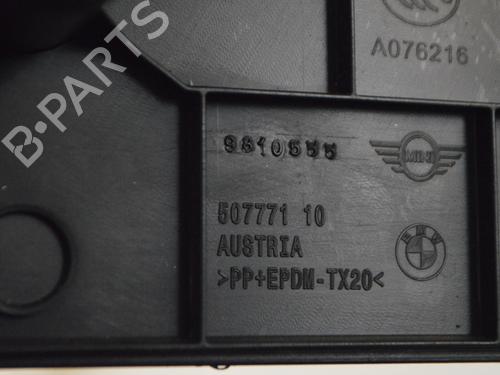 A076216
B-PARTS
9810555
MINI
507771 10
BMW
AUSTRIA
>PP+EPDM-TX20<